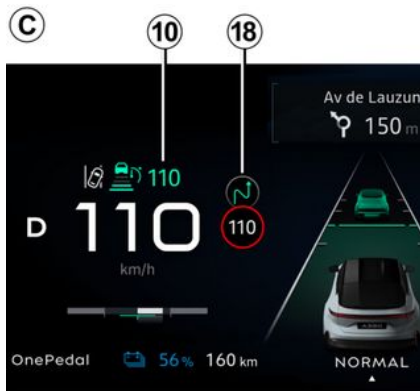 C
10
18
Av de Lauzun
150 m
110
D
110
110
km/h
OnePedal
56 %
160 km
NORMAL